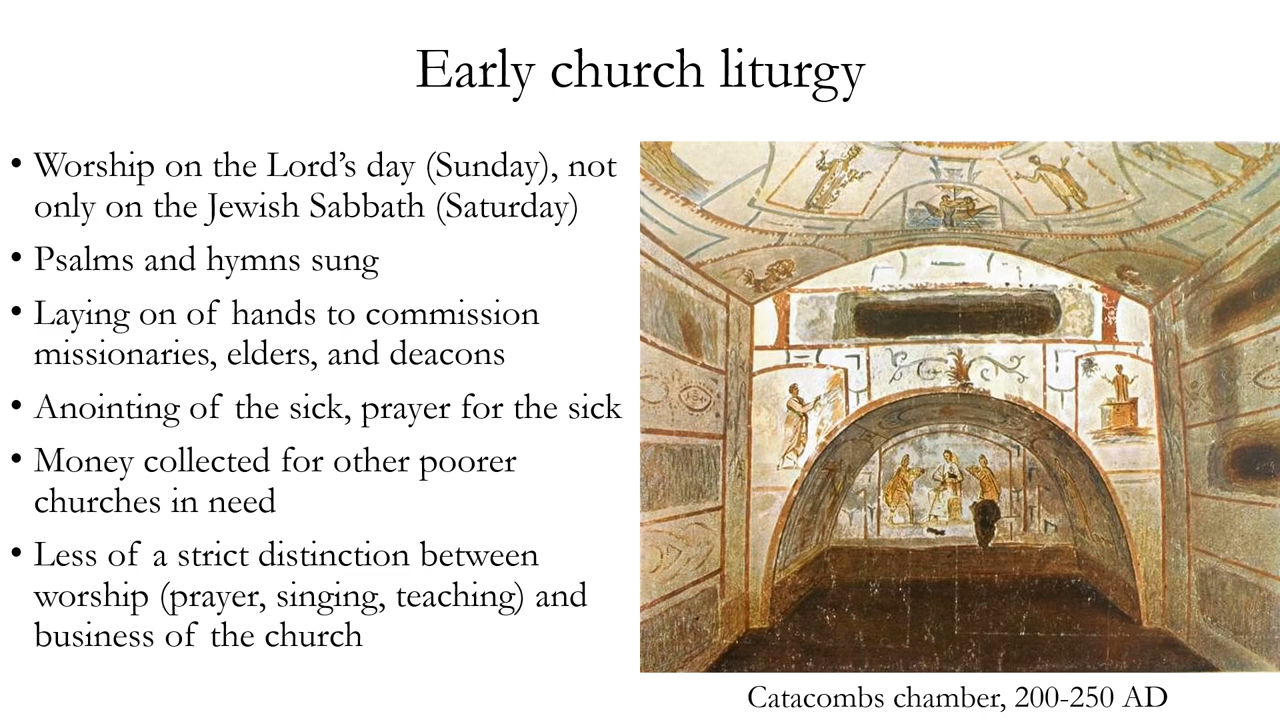 Early church liturgy
• Worship on the Lord’s day (Sunday), not
only on the Jewish Sabbath (Saturday)
• Psalms and hymns sung
• Laying on of hands to commission
missionaries, elders, and deacons
• Anointing of the sick, prayer for the sick
• Money collected for other poorer
churches in need
• Less of a strict distinction between
worship (prayer, singing, teaching) and
business of the church
Catacombs chamber, 200-250 AD